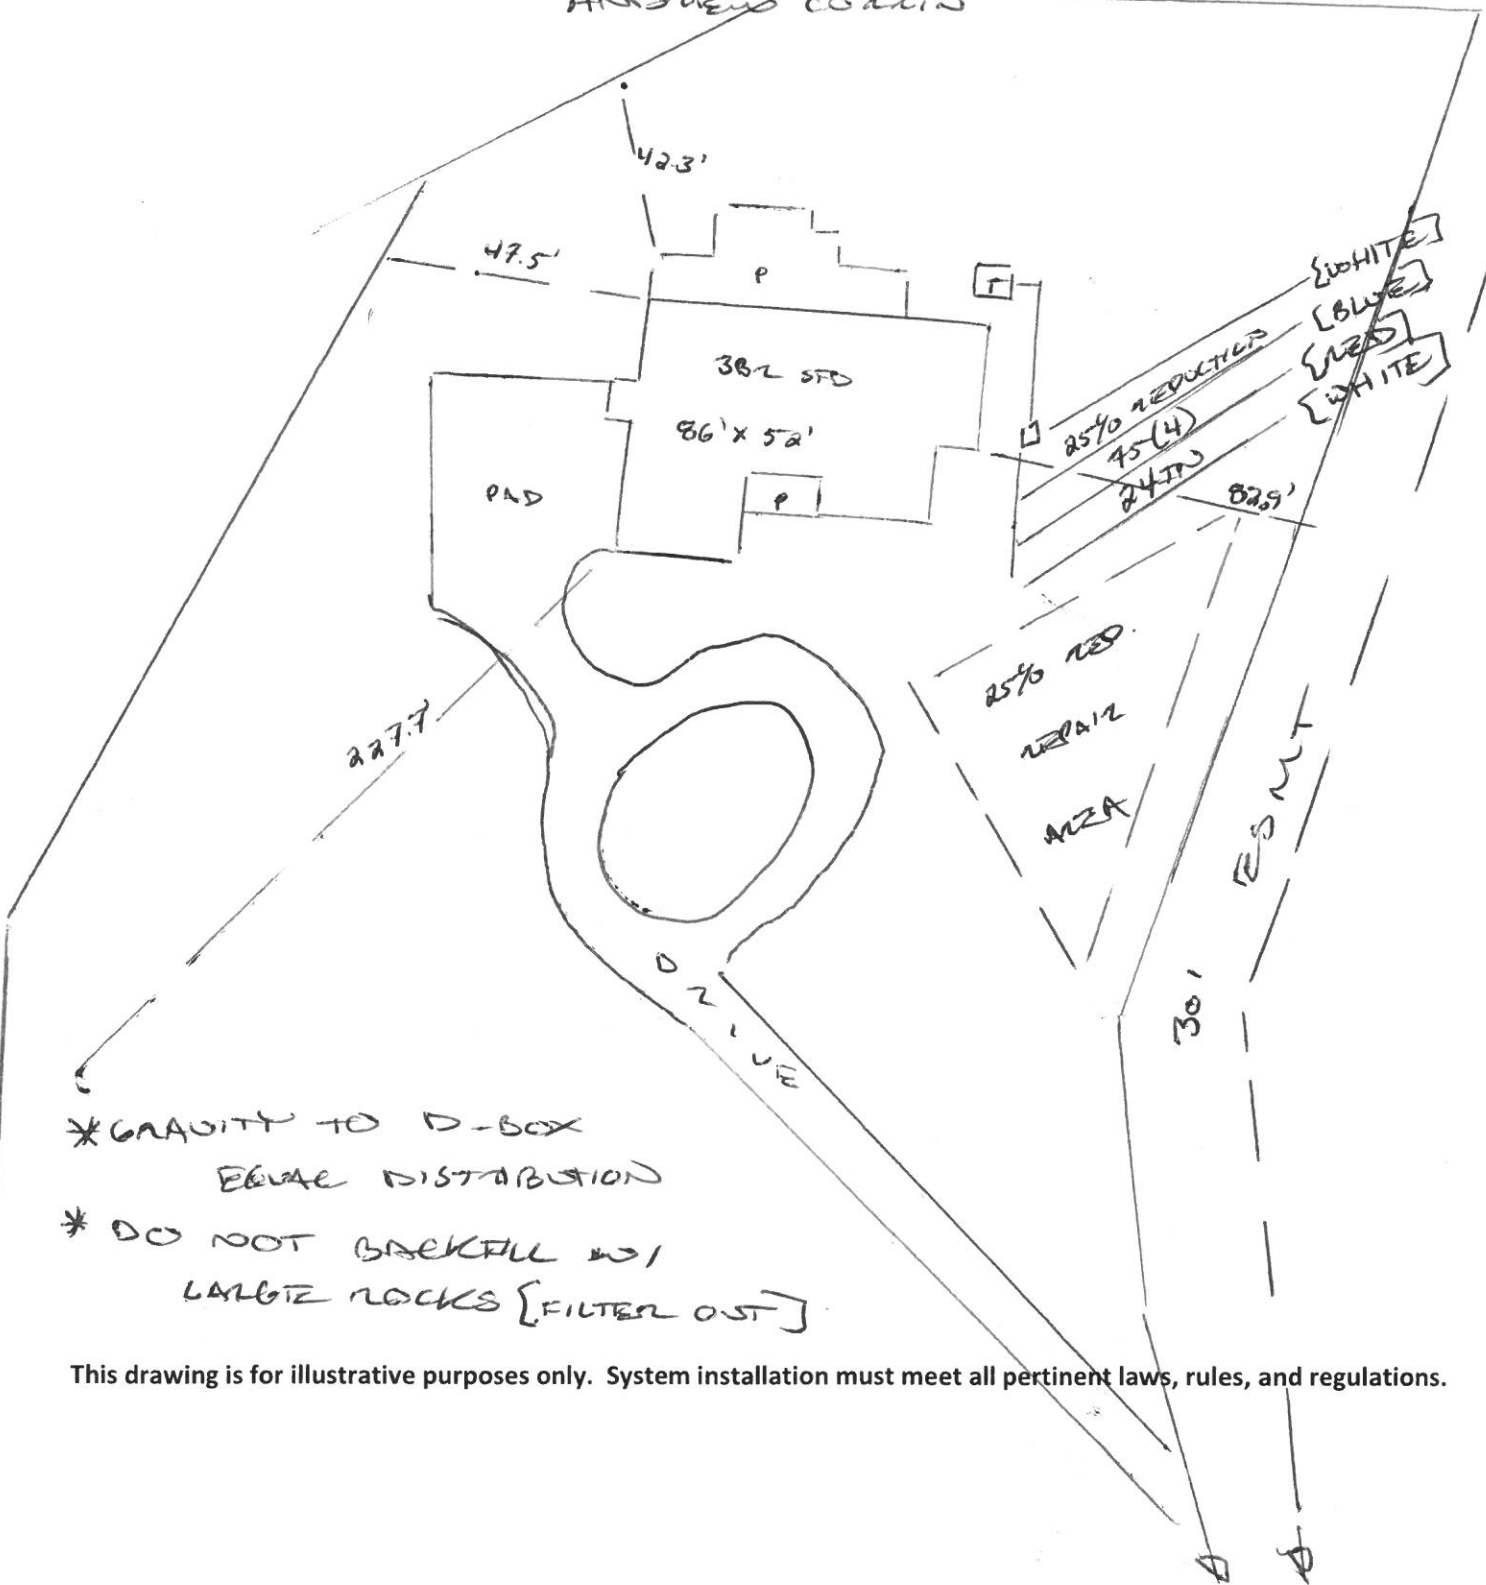 42.3'
47.5'
P
T
{WHITE}
[BLUE]
{RED}
[WHITE]
3BR SFD
86' x 52'
25% REDUCTION
75 (4)
24 IN
82.9'
PAD
P
25% RED.
REPAIR
AREA
227.7'
ESMT
30'
DRIVE
*GRAVITY TO D-BOX
EQUAL DISTRIBUTION
* DO NOT BACKFILL W/
LARGE ROCKS [FILTER OUT]
This drawing is for illustrative purposes only. System installation must meet all pertinent laws, rules, and regulations.